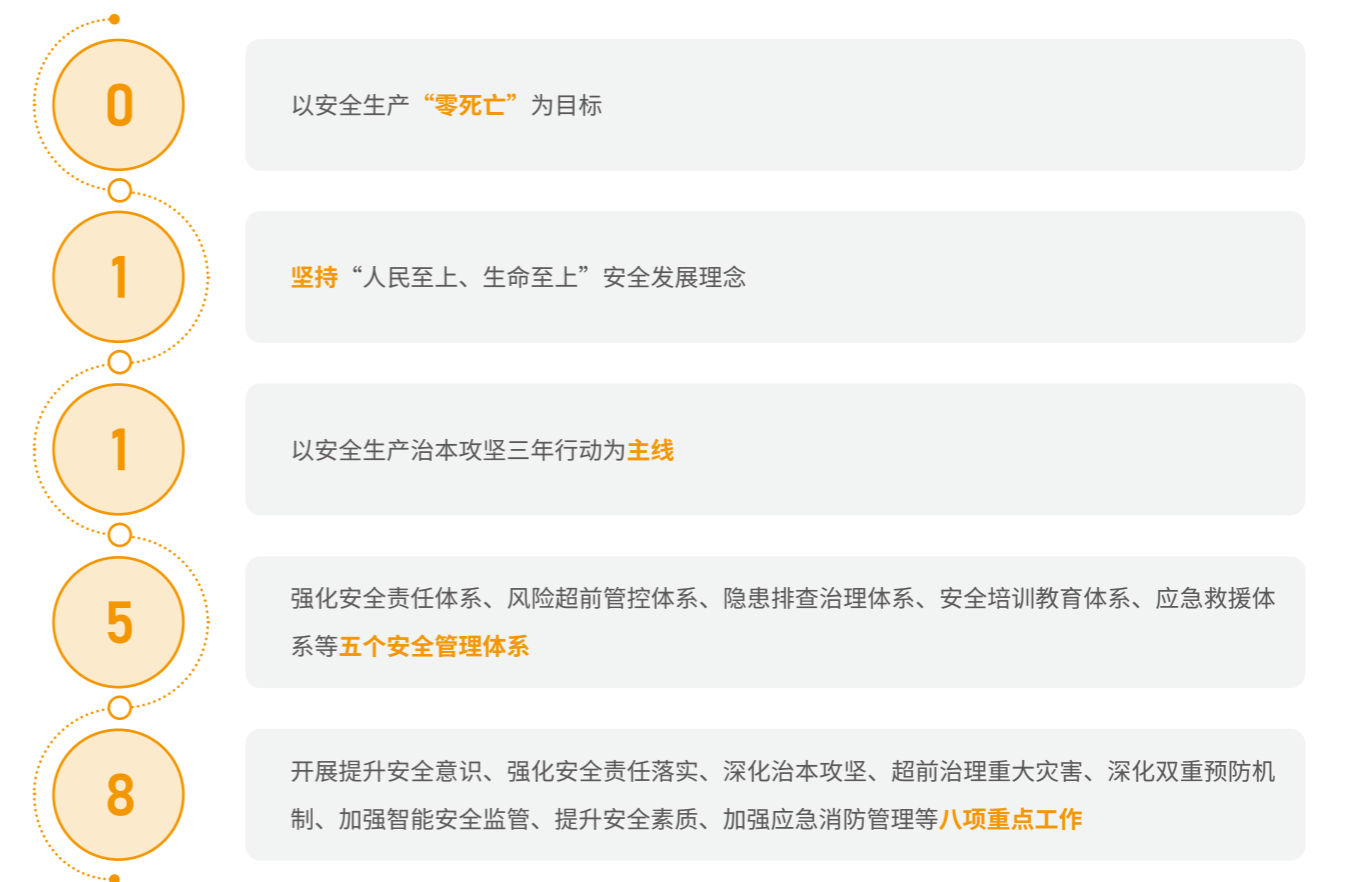 0
以安全生产“零死亡”为目标
1
坚持“人民至上、生命至上”安全发展理念
1
以安全生产治本攻坚三年行动为主线
5
强化安全责任体系、风险超前管控体系、隐患排查治理体系、安全培训教育体系、应急救援体
系等五个安全管理体系
8
开展提升安全意识、强化安全责任落实、深化治本攻坚、超前治理重大灾害、深化双重预防机
制、加强智能安全监管、提升安全素质、加强应急消防管理等八项重点工作